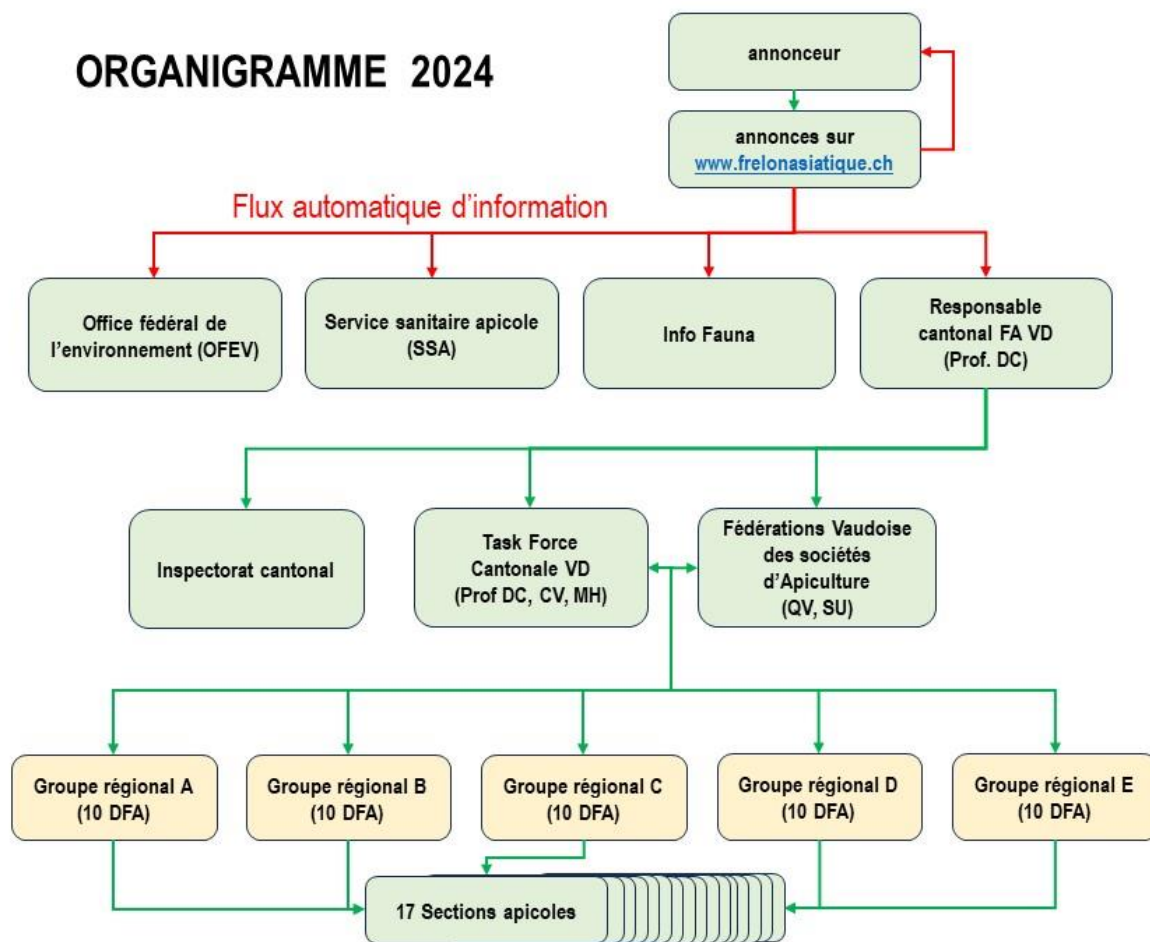 ORGANIGRAMME 2024
annonceur
annonces sur
www.frelonasiatique.ch
Flux automatique d’information
Office fédéral de
l’environnement (OFEV)
Service sanitaire apicole
(SSA)
Info Fauna
Responsable
cantonal FA VD
(Prof. DC)
Inspectorat cantonal
Task Force
Cantonale VD
(Prof DC, CV, MH)
Fédérations Vaudoise
des sociétés
d’Apiculture
(QV, SU)
Groupe régional A
(10 DFA)
Groupe régional B
(10 DFA)
Groupe régional C
(10 DFA)
Groupe régional D
(10 DFA)
Groupe régional E
(10 DFA)
17 Sections apicoles